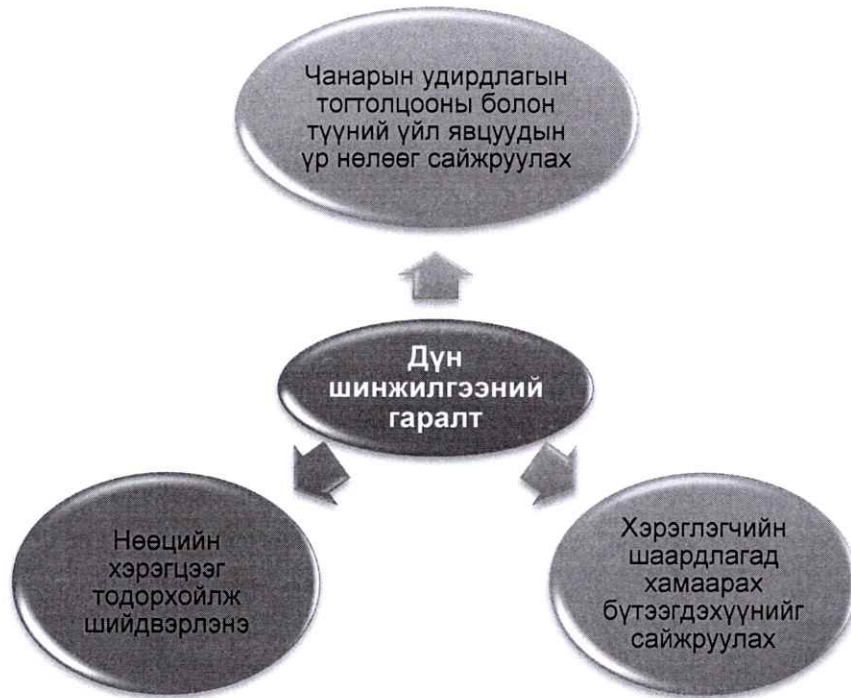 Чанарын удирдлагын
тогтолцооны болон
түүний үйл явцуудын
үр нөлөөг сайжруулах
Дүн
шинжилгээний
гаралт
Нөөцийн
хэрэгцээг
тодорхойлж
шийдвэрлэнэ
Хэрэглэгчийн
шаардлагад
хамаарах
бүтээгдэхүүнийг
сайжруулах